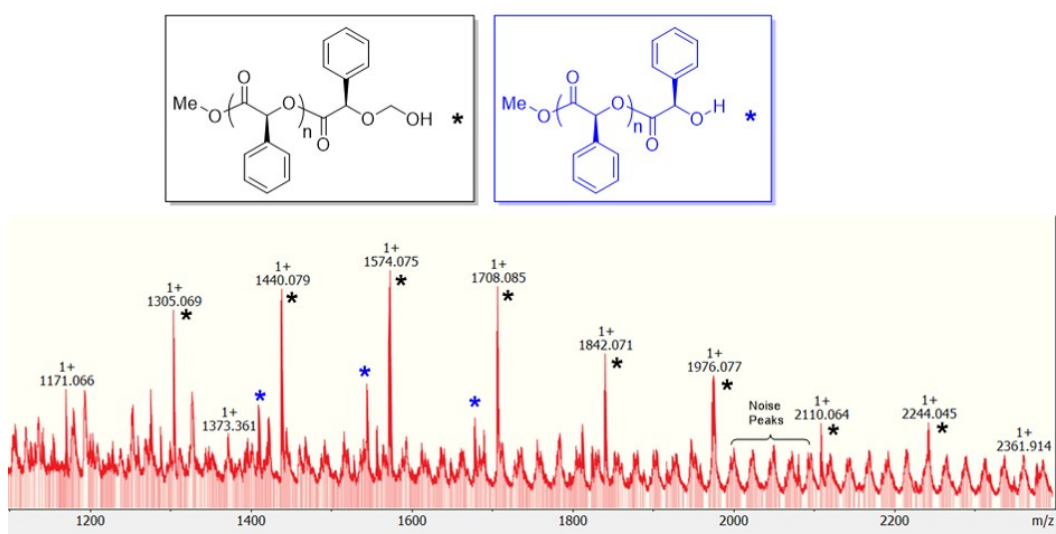 O
Me
O
(
O
)
n
O
O
OH
*
O
Me
O
(
O
)
n
O
O
H
*
1+
1171.066
1+
1305.069
*
1+
1373.361
*
1+
1440.079
*
*
1+
1574.075
*
*
1+
1708.085
*
1+
1842.071
*
1+
1976.077
*
Noise
Peaks
1+
2110.064
*
1+
2244.045
*
1+
2361.914
1200 1400 1600 1800 2000 2200 m/z